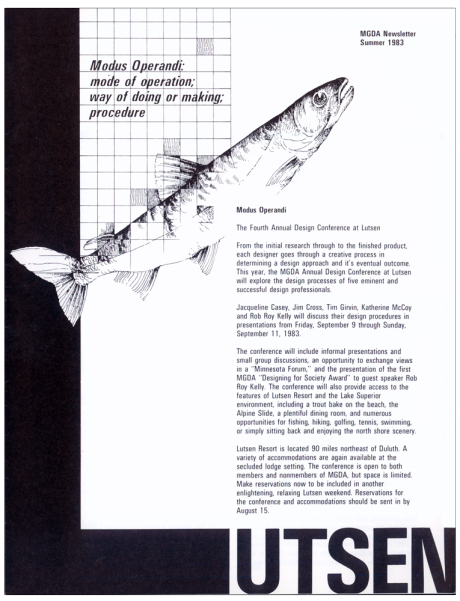 MGDA Newsletter
Summer 1983
Modus Operandi:
mode of operation;
way of doing or making;
procedure
Modus Operandi
The Fourth Annual Design Conference at Lutsen
From the initial research through to the finished product,
each designer goes through a creative process in
determining a design approach and it's eventual outcome.
This year, the MGDA Annual Design Conference at Lutsen
will explore the design processes of five eminent and
successful design professionals.
Jacqueline Casey, Jim Cross, Tim Girvin, Katherine McCoy
and Rob Roy Kelly will discuss their design procedures in
presentations from Friday, September 9 through Sunday,
September 11, 1983.
The conference will include informal presentations and
small group discussions, an opportunity to exchange views
in a "Minnesota Forum," and the presentation of the first
MGDA "Designing for Society Award" to guest speaker Rob
Roy Kelly. The conference will also provide access to the
features of Lutsen Resort and the Lake Superior
environment, including a trout bake on the beach, the
Alpine Slide, a plentiful dining room, and numerous
opportunities for fishing, hiking, golfing, tennis, swimming,
or simply sitting back and enjoying the north shore scenery.
Lutsen Resort is located 90 miles northeast of Duluth. A
variety of accommodations are again available at the
secluded lodge setting. The conference is open to both
members and nonmembers of MGDA, but space is limited.
Make reservations now to be included in another
enlightening, relaxing Lutsen weekend. Reservations for
the conference and accommodations should be sent in by
August 15.
UTSEN